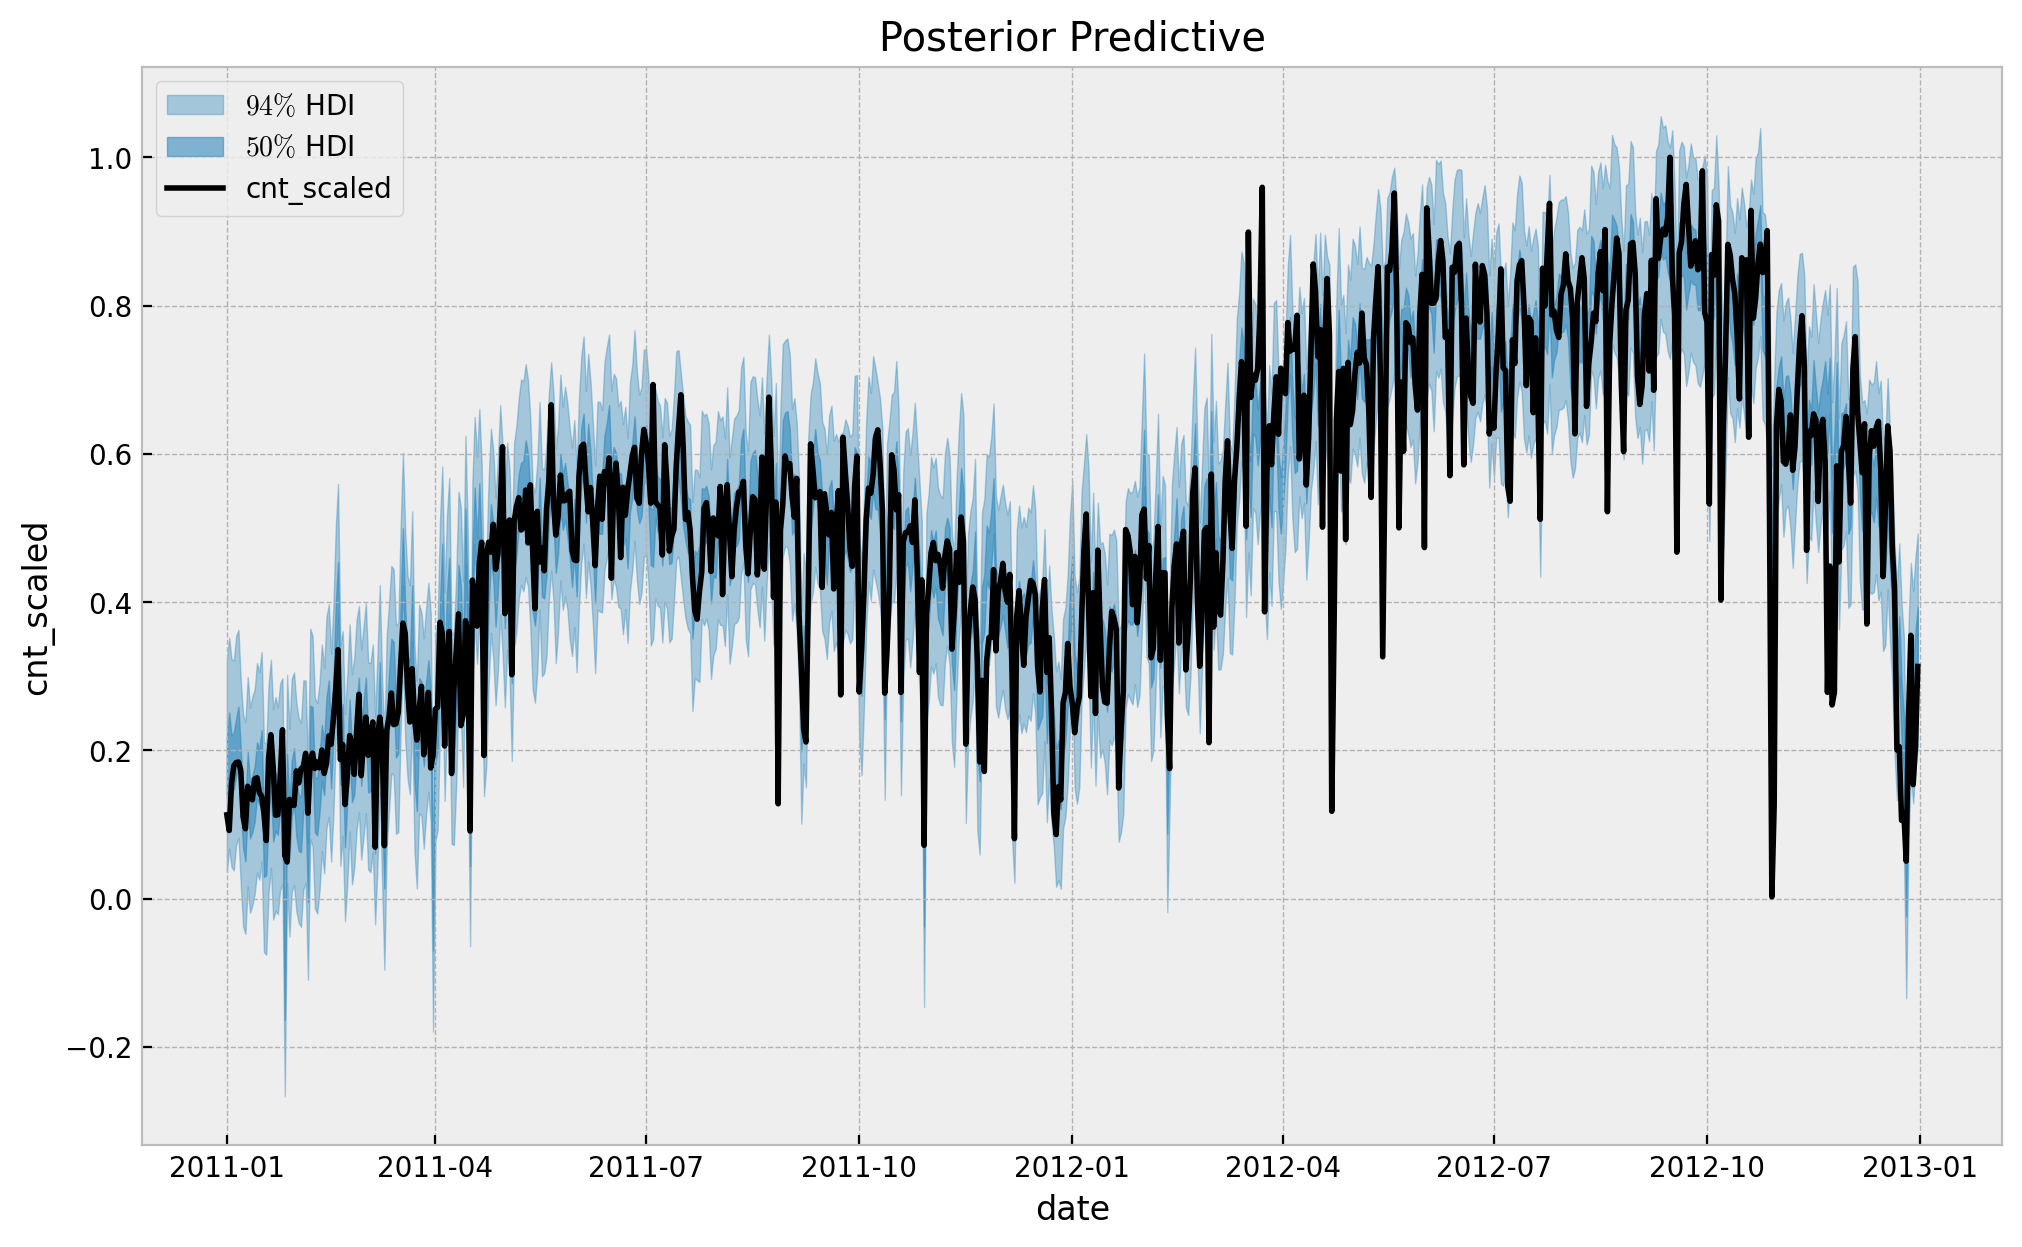 Posterior Predictive
94% HDI
50% HDI
cnt_scaled
cnt_scaled
1.0
0.8
0.6
0.4
0.2
0.0
−0.2
2011-01 2011-04 2011-07 2011-10 2012-01 2012-04 2012-07 2012-10 2013-01
date